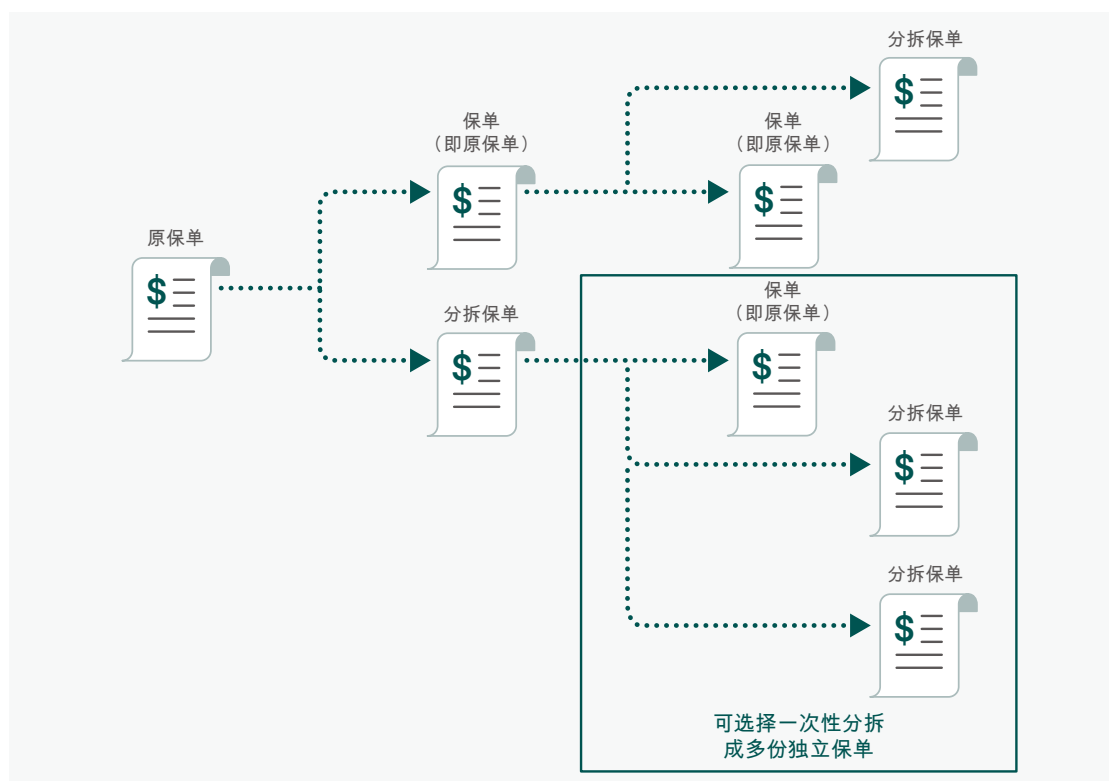 分拆保单
保单
（即原保单）
保单
（即原保单）
$
$
$
原保单
$
分拆保单
$
保单
（即原保单）
$
分拆保单
$
分拆保单
$
可选择一次性分拆
成多份独立保单